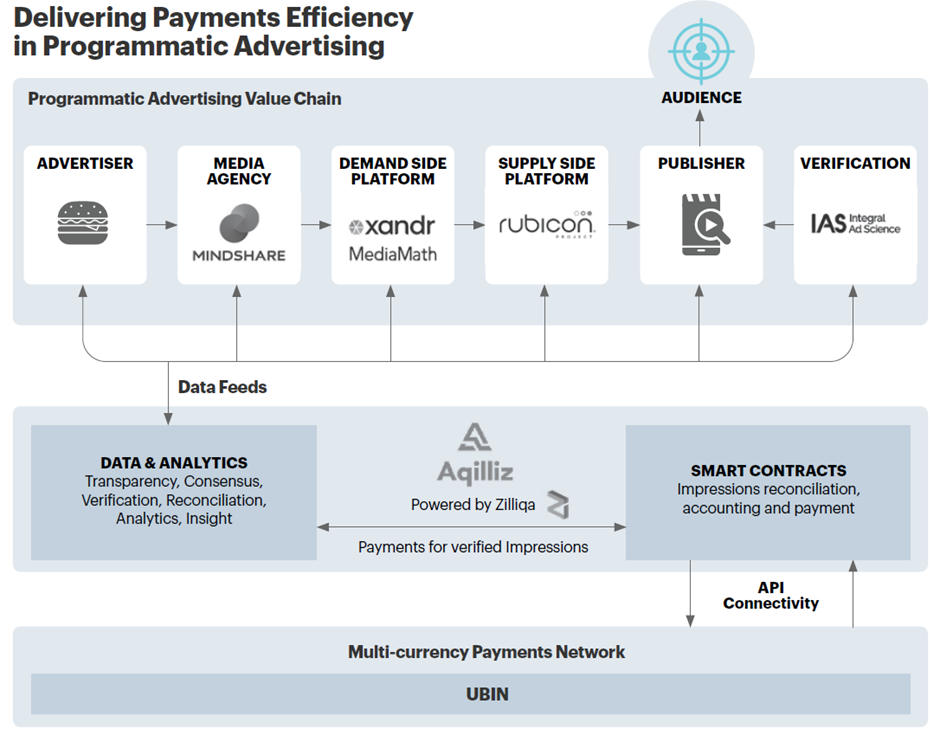 Delivering Payments Efficiency
in Programmatic Advertising
AUDIENCE
Programmatic Advertising Value Chain
ADVERTISER
MEDIA
AGENCY
MINDSHARE
DEMAND SIDE
PLATFORM
xandr
MediaMath
SUPPLY SIDE
PLATFORM
rubicon
PROJECT
PUBLISHER
VERIFICATION
IAS Integral
Ad Science
Data Feeds
DATA & ANALYTICS
Transparency, Consensus,
Verification, Reconciliation,
Analytics, Insight
Aqilliz
Powered by Zilliqa
Payments for verified Impressions
SMART CONTRACTS
Impressions reconciliation,
accounting and payment
API
Connectivity
Multi-currency Payments Network
UBIN